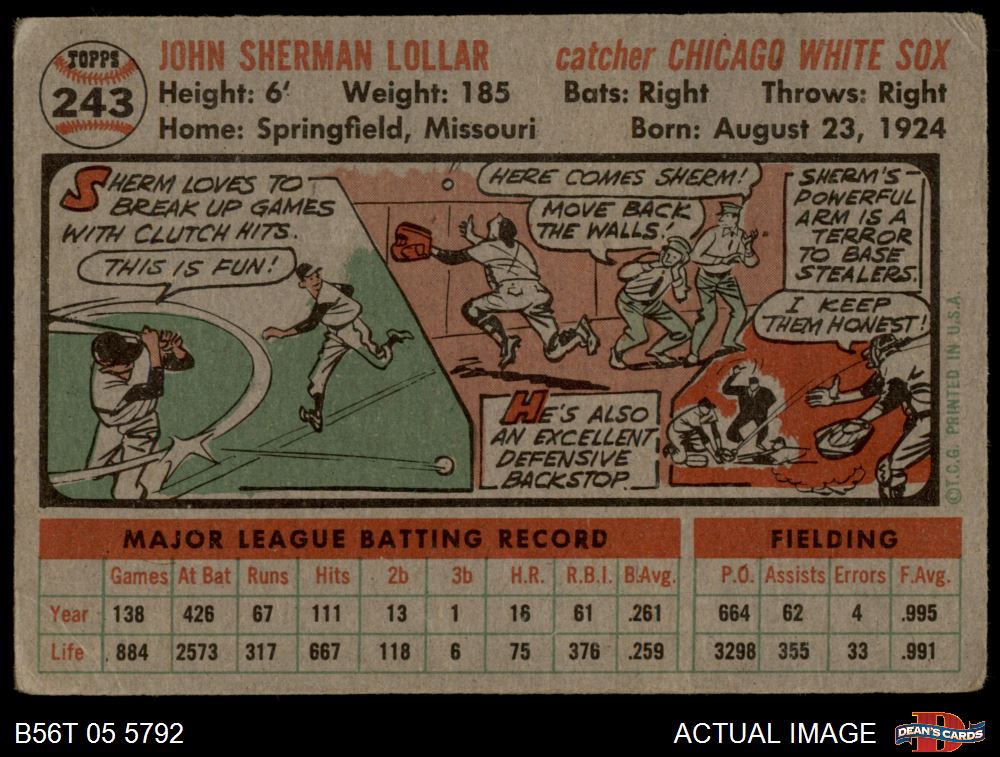 TOPPS
243
JOHN SHERMAN LOLLAR
catcher CHICAGO WHITE SOX
Height: 6' Weight: 185 Bats: Right Throws: Right
Home: Springfield, Missouri Born: August 23, 1924
SHERM LOVES TO
BREAK UP GAMES
WITH CLUTCH HITS.
THIS IS FUN!
HERE COMES SHERM!
MOVE BACK
THE WALLS!
HE'S ALSO
AN EXCELLENT
DEFENSIVE
BACKSTOP
SHERM'S
POWERFUL
ARM IS A
TERROR
TO BASE
STEALERS.
I KEEP
THEM HONEST!
©T.C.G. PRINTED IN U.S.A.
MAJOR LEAGUE BATTING RECORD FIELDING
Games At Bat Runs Hits 2b 3b H.R. R.B.I. B.Avg. P.O. Assists Errors F.Avg.
Year 138 426 67 111 13 1 16 61 .261 664 62 4 .995
Life 884 2573 317 667 118 6 75 376 .259 3298 355 33 .991
B56T 05 5792 ACTUAL IMAGE
DEAN'S CARDS